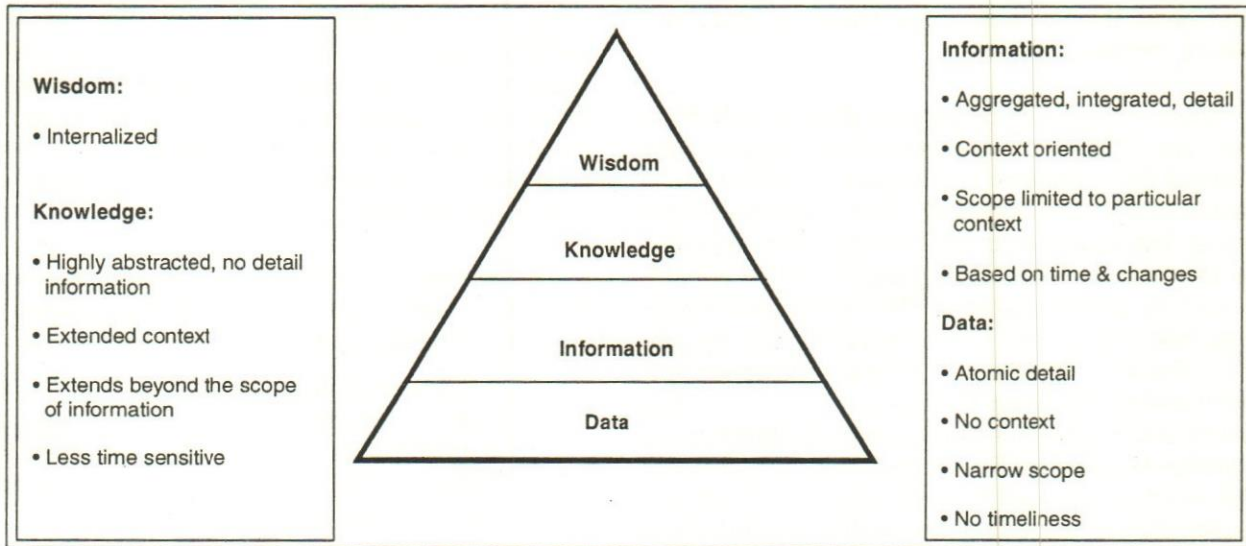 Wisdom:
• Internalized
Knowledge:
• Highly abstracted, no detail
information
• Extended context
• Extends beyond the scope
of information
• Less time sensitive
Wisdom
Knowledge
Information
Data
Information:
• Aggregated, integrated, detail
• Context oriented
• Scope limited to particular
context
• Based on time & changes
Data:
• Atomic detail
• No context
• Narrow scope
• No timeliness